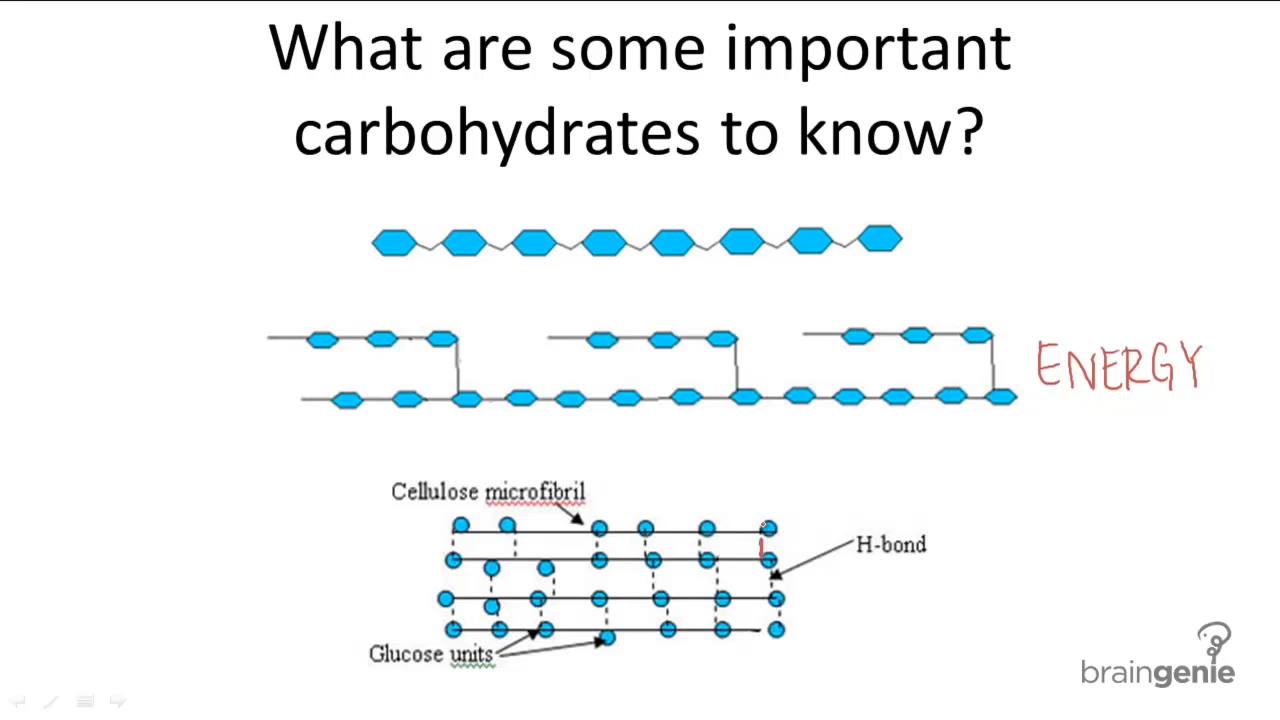 What are some important
carbohydrates to know?
ENERGY
Cellulose microfibril
H-bond
Glucose units
braingenie